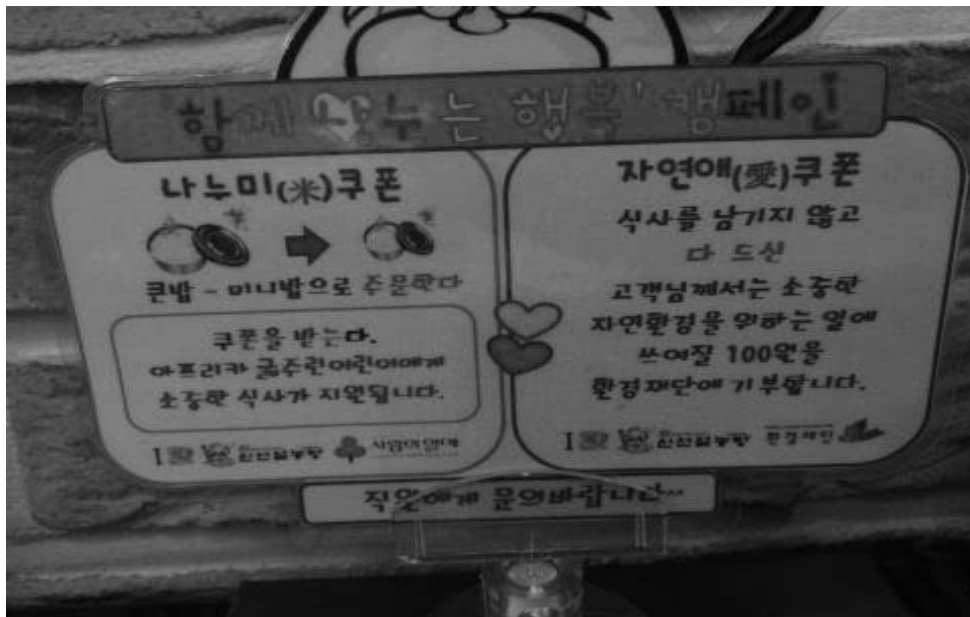 '함께 나누는 행복' 캠페인
나누미(米)쿠폰
큰밥 - 미니밥으로 주문한다
쿠폰을 받는다.
아프리카 굶주린어린이에게
소중한 식사가 지원됩니다.
자연애(愛)쿠폰
식사를 남기지 않고
다 드신
고객님께서는 소중한
자연환경을 위하는 일에
쓰여질 100원을
환경재단에 기부합니다.
환경재단
직원에게 문의바랍니다~